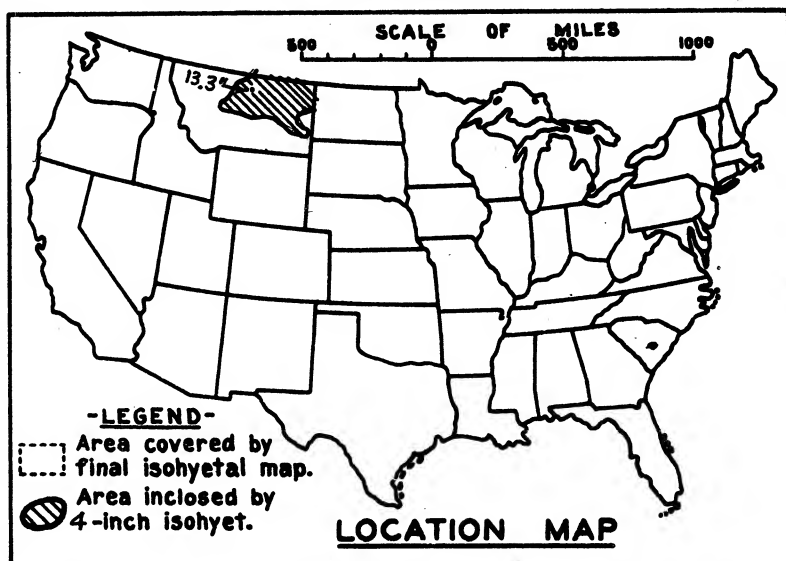 SCALE OF MILES
500 0 500 1000
13.3"
-LEGEND-
Area covered by
final isohyetal map.
Area inclosed by
4-inch isohyet.
LOCATION MAP